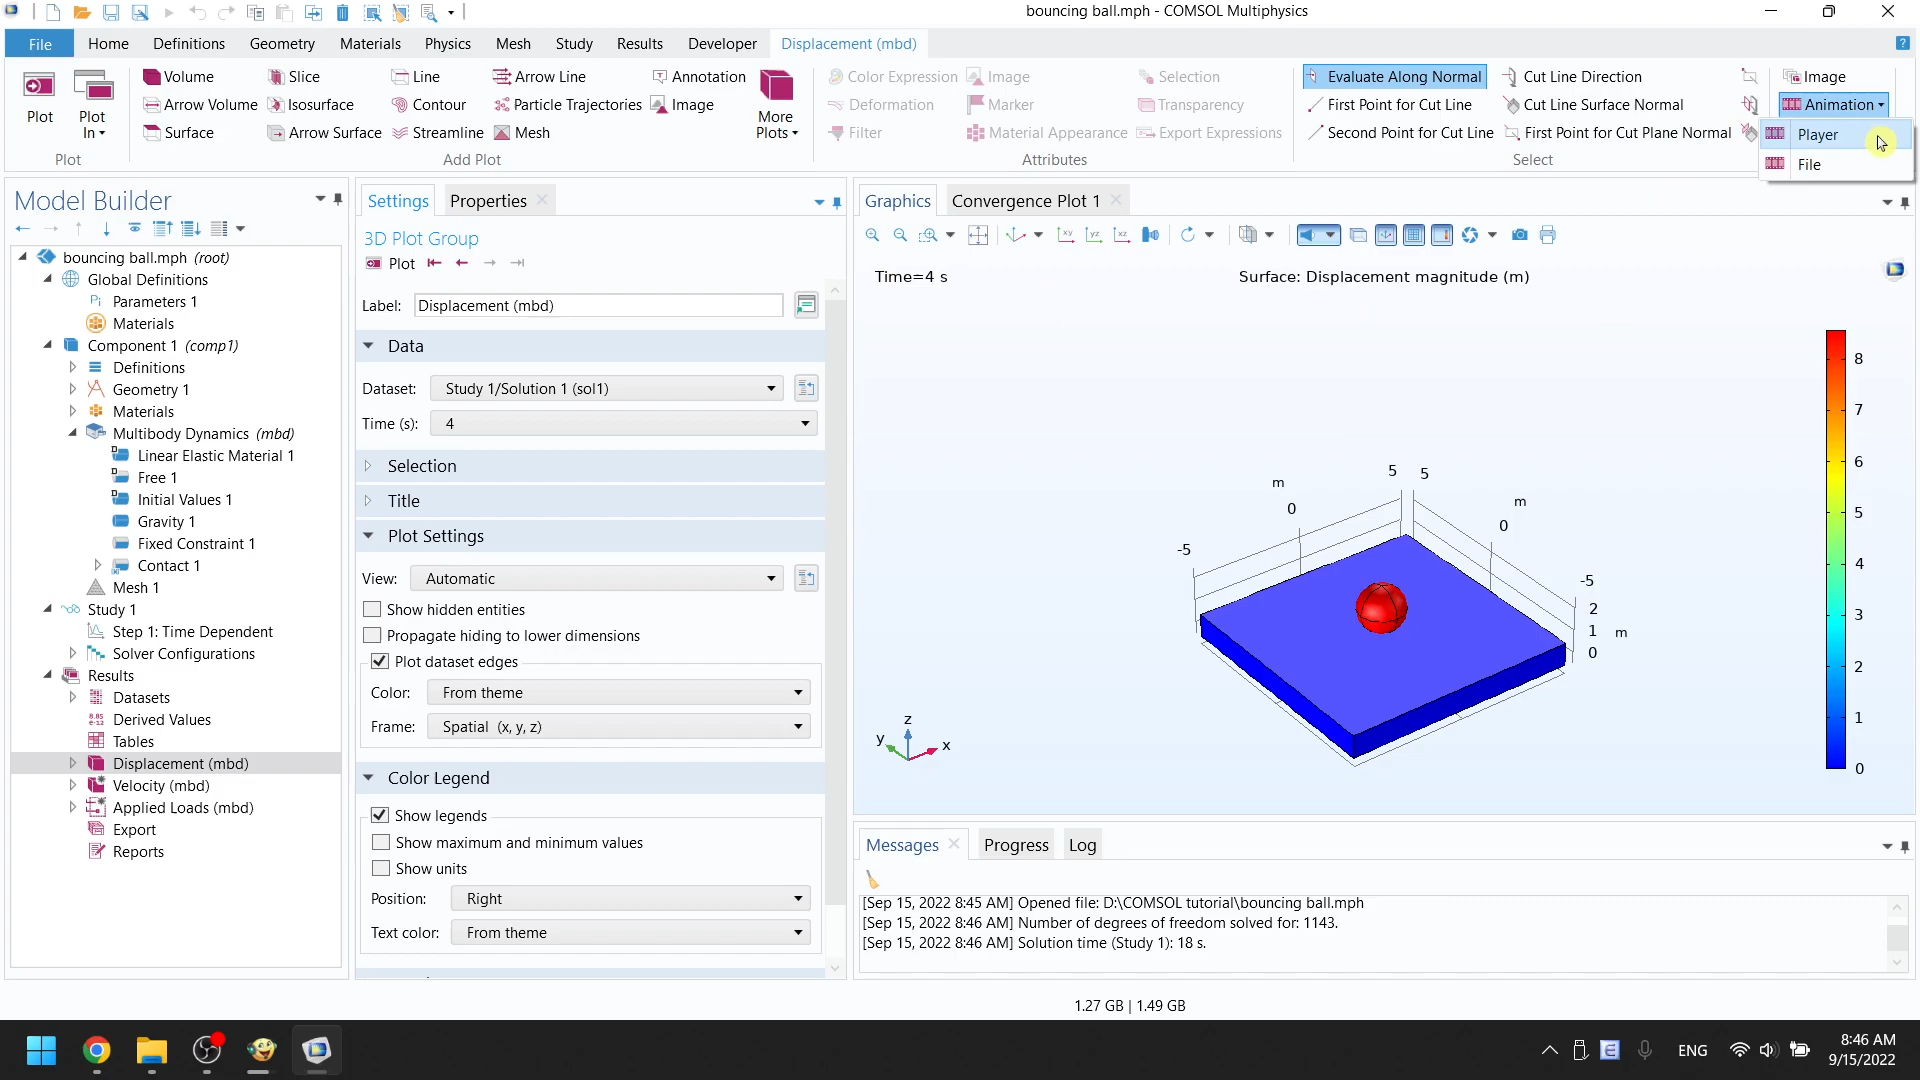 bouncing ball.mph - COMSOL Multiphysics
File Home Definitions Geometry Materials Physics Mesh Study Results Developer Displacement (mbd)
Volume Slice Line Arrow Line Annotation Color Expression Image Selection Evaluate Along Normal Cut Line Direction Image
Arrow Volume Isosurface Contour Particle Trajectories Image Deformation Marker Transparency First Point for Cut Line Cut Line Surface Normal Animation
Plot Plot In More Plots
Surface Arrow Surface Streamline Mesh Filter Material Appearance Export Expressions Second Point for Cut Line First Point for Cut Plane Normal Player
File
Plot Add Plot Attributes Select
Model Builder
bouncing ball.mph (root)
Global Definitions
Pi Parameters 1
Materials
Component 1 (comp1)
Definitions
Geometry 1
Materials
Multibody Dynamics (mbd)
D Linear Elastic Material 1
D Free 1
D Initial Values 1
Gravity 1
Fixed Constraint 1
Contact 1
Mesh 1
Study 1
Step 1: Time Dependent
Solver Configurations
Results
Datasets
8.85 e-12 Derived Values
Tables
Displacement (mbd)
Velocity (mbd)
Applied Loads (mbd)
Export
Reports
Settings Properties
3D Plot Group
Plot
Label: Displacement (mbd)
Data
Dataset: Study 1/Solution 1 (sol1)
Time (s): 4
Selection
Title
Plot Settings
View: Automatic
Show hidden entities
Propagate hiding to lower dimensions
Plot dataset edges
Color: From theme
Frame: Spatial (x, y, z)
Color Legend
Show legends
Show maximum and minimum values
Show units
Position: Right
Text color: From theme
Graphics Convergence Plot 1
xy yz xz
Time=4 s Surface: Displacement magnitude (m)
8
7
6
5
4
3
2
1
0
m 5 5 m
0 0
-5 -5
2
1 m
0
z
y x
Messages Progress Log
[Sep 15, 2022 8:45 AM] Opened file: D:\COMSOL tutorial\bouncing ball.mph
[Sep 15, 2022 8:46 AM] Number of degrees of freedom solved for: 1143.
[Sep 15, 2022 8:46 AM] Solution time (Study 1): 18 s.
1.27 GB | 1.49 GB
E ENG 8:46 AM
9/15/2022